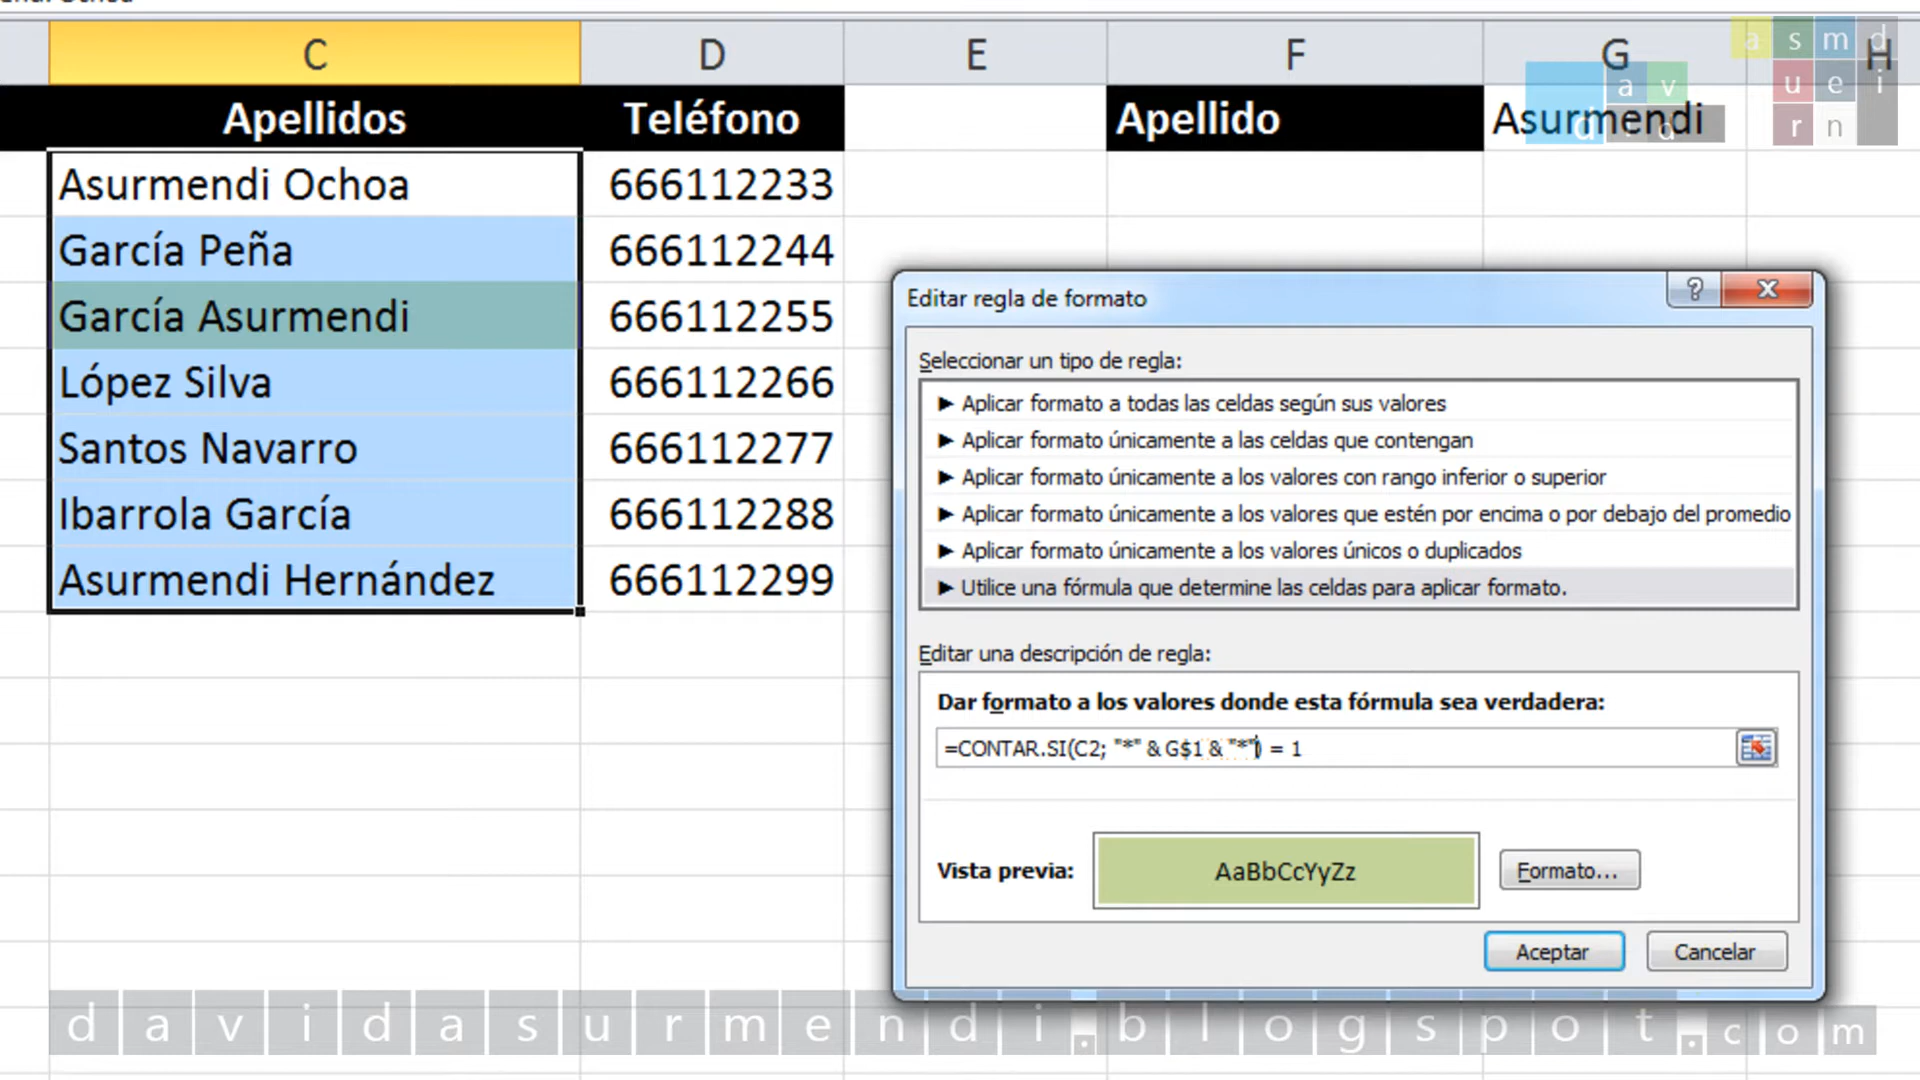 C D E F G H
Apellidos Teléfono Apellido Asurmendi
Asurmendi Ochoa 666112233
García Peña 666112244
García Asurmendi 666112255
López Silva 666112266
Santos Navarro 666112277
Ibarrola García 666112288
Asurmendi Hernández 666112299
a s m d
u e i
r n
a v
d i d
Editar regla de formato
?
Seleccionar un tipo de regla:
► Aplicar formato a todas las celdas según sus valores
► Aplicar formato únicamente a las celdas que contengan
► Aplicar formato únicamente a los valores con rango inferior o superior
► Aplicar formato únicamente a los valores que estén por encima o por debajo del promedio
► Aplicar formato únicamente a los valores únicos o duplicados
► Utilice una fórmula que determine las celdas para aplicar formato.
Editar una descripción de regla:
Dar formato a los valores donde esta fórmula sea verdadera:
=CONTAR.SI(C2; "*" & G$1 & "*") = 1
Vista previa: AaBbCcYyZz Formato...
Aceptar Cancelar
davidasurmendi.blogspot.com